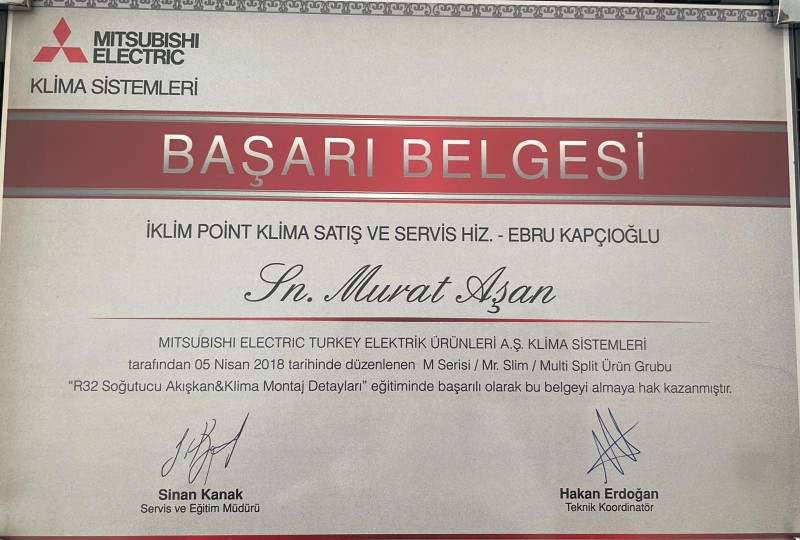 MITSUBISHI
ELECTRIC
KLİMA SİSTEMLERİ
BAŞARI BELGESİ
İKLİM POINT KLİMA SATIŞ VE SERVİS HİZ. - EBRU KAPÇIOĞLU
Sn. Murat Aşan
MITSUBISHI ELECTRIC TURKEY ELEKTRİK ÜRÜNLERİ A.Ş. KLİMA SİSTEMLERİ
tarafından 05 Nisan 2018 tarihinde düzenlenen M Serisi / Mr. Slim / Multi Split Ürün Grubu
“R32 Soğutucu Akışkan&Klima Montaj Detayları” eğitiminde başarılı olarak bu belgeyi almaya hak kazanmıştır.
Sinan Kanak
Servis ve Eğitim Müdürü
Hakan Erdoğan
Teknik Koordinatör